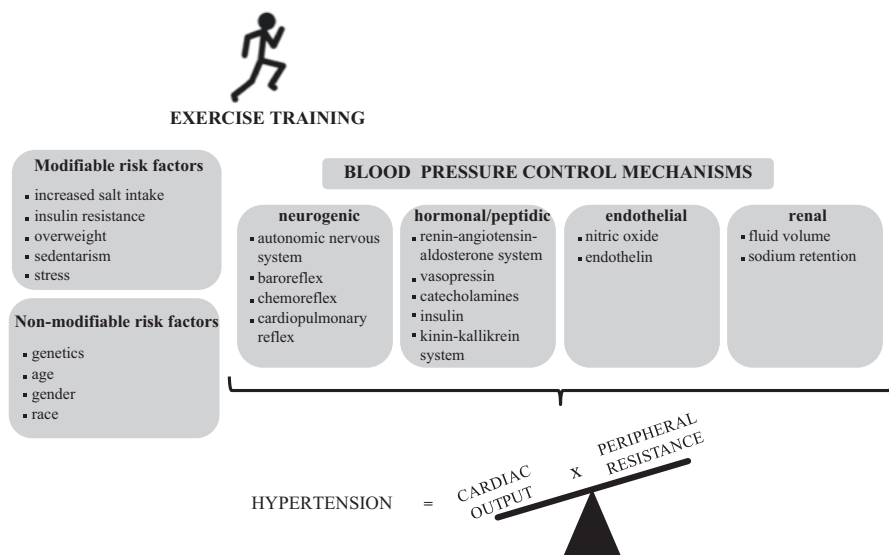 EXERCISE TRAINING
Modifiable risk factors
▪ increased salt intake
▪ insulin resistance
▪ overweight
▪ sedentarism
▪ stress
Non-modifiable risk factors
▪ genetics
▪ age
▪ gender
▪ race
BLOOD PRESSURE CONTROL MECHANISMS
neurogenic
▪ autonomic nervous
system
▪ baroreflex
▪ chemoreflex
▪ cardiopulmonary
reflex
hormonal/peptidic
▪ renin-angiotensin-
aldosterone system
▪ vasopressin
▪ catecholamines
▪ insulin
▪ kinin-kallikrein
system
endothelial
▪ nitric oxide
▪ endothelin
renal
▪ fluid volume
▪ sodium retention
HYPERTENSION =
CARDIAC
OUTPUT
X
PERIPHERAL
RESISTANCE